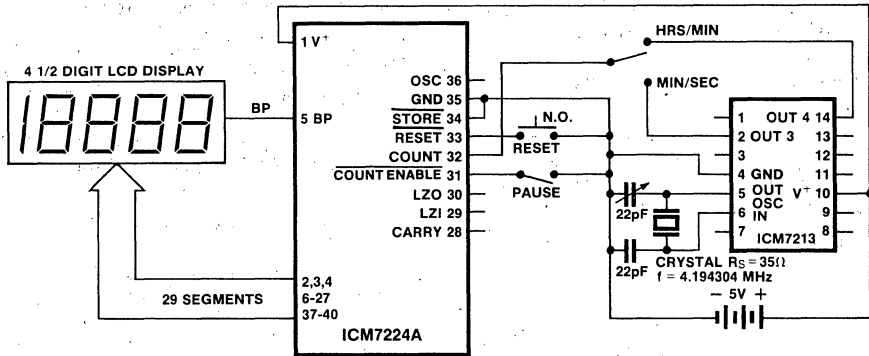 4 1/2 DIGIT LCD DISPLAY
18888
BP
29 SEGMENTS
1 V+
5 BP
2,3,4
6-27
37-40
OSC 36
GND 35
STORE 34
RESET 33
COUNT 32
COUNT ENABLE 31
LZO 30
LZI 29
CARRY 28
ICM7224A
N.O.
RESET
PAUSE
HRS/MIN
MIN/SEC
22pF
22pF
1 OUT 4 14
2 OUT 3 13
3 12
4 GND 11
5 OUT V+ 10
OSC
6 IN 9
7 8
ICM7213
CRYSTAL RS = 35Ω
f = 4.194304 MHz
− 5V +